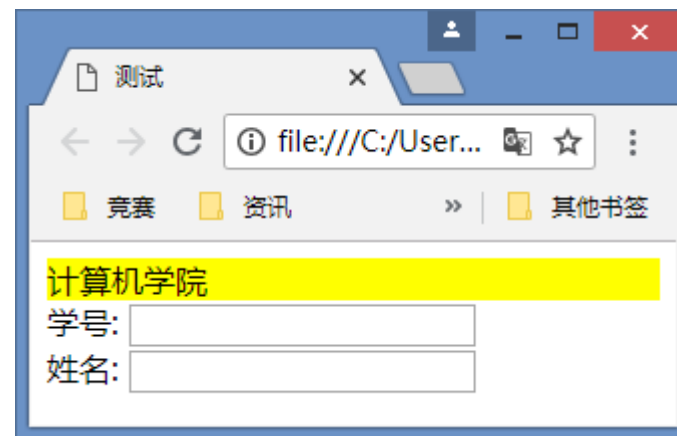 测试
file:///C:/User...
竞赛 资讯 » 其他书签
计算机学院
学号:
姓名: